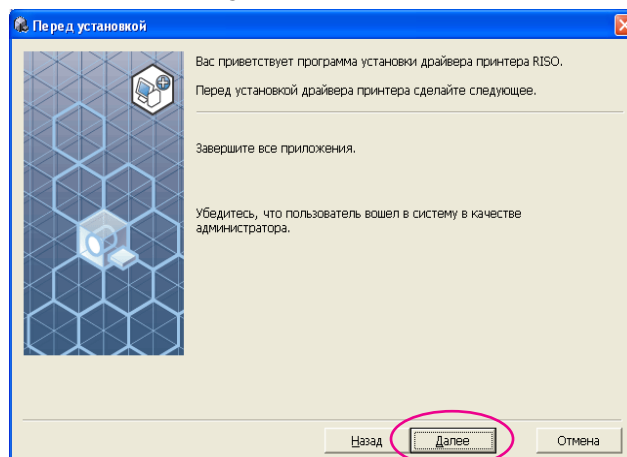 Перед установкой
Вас приветствует программа установки драйвера принтера RISO.
Перед установкой драйвера принтера сделайте следующее.
Завершите все приложения.
Убедитесь, что пользователь вошел в систему в качестве
администратора.
Назад
Далее
Отмена